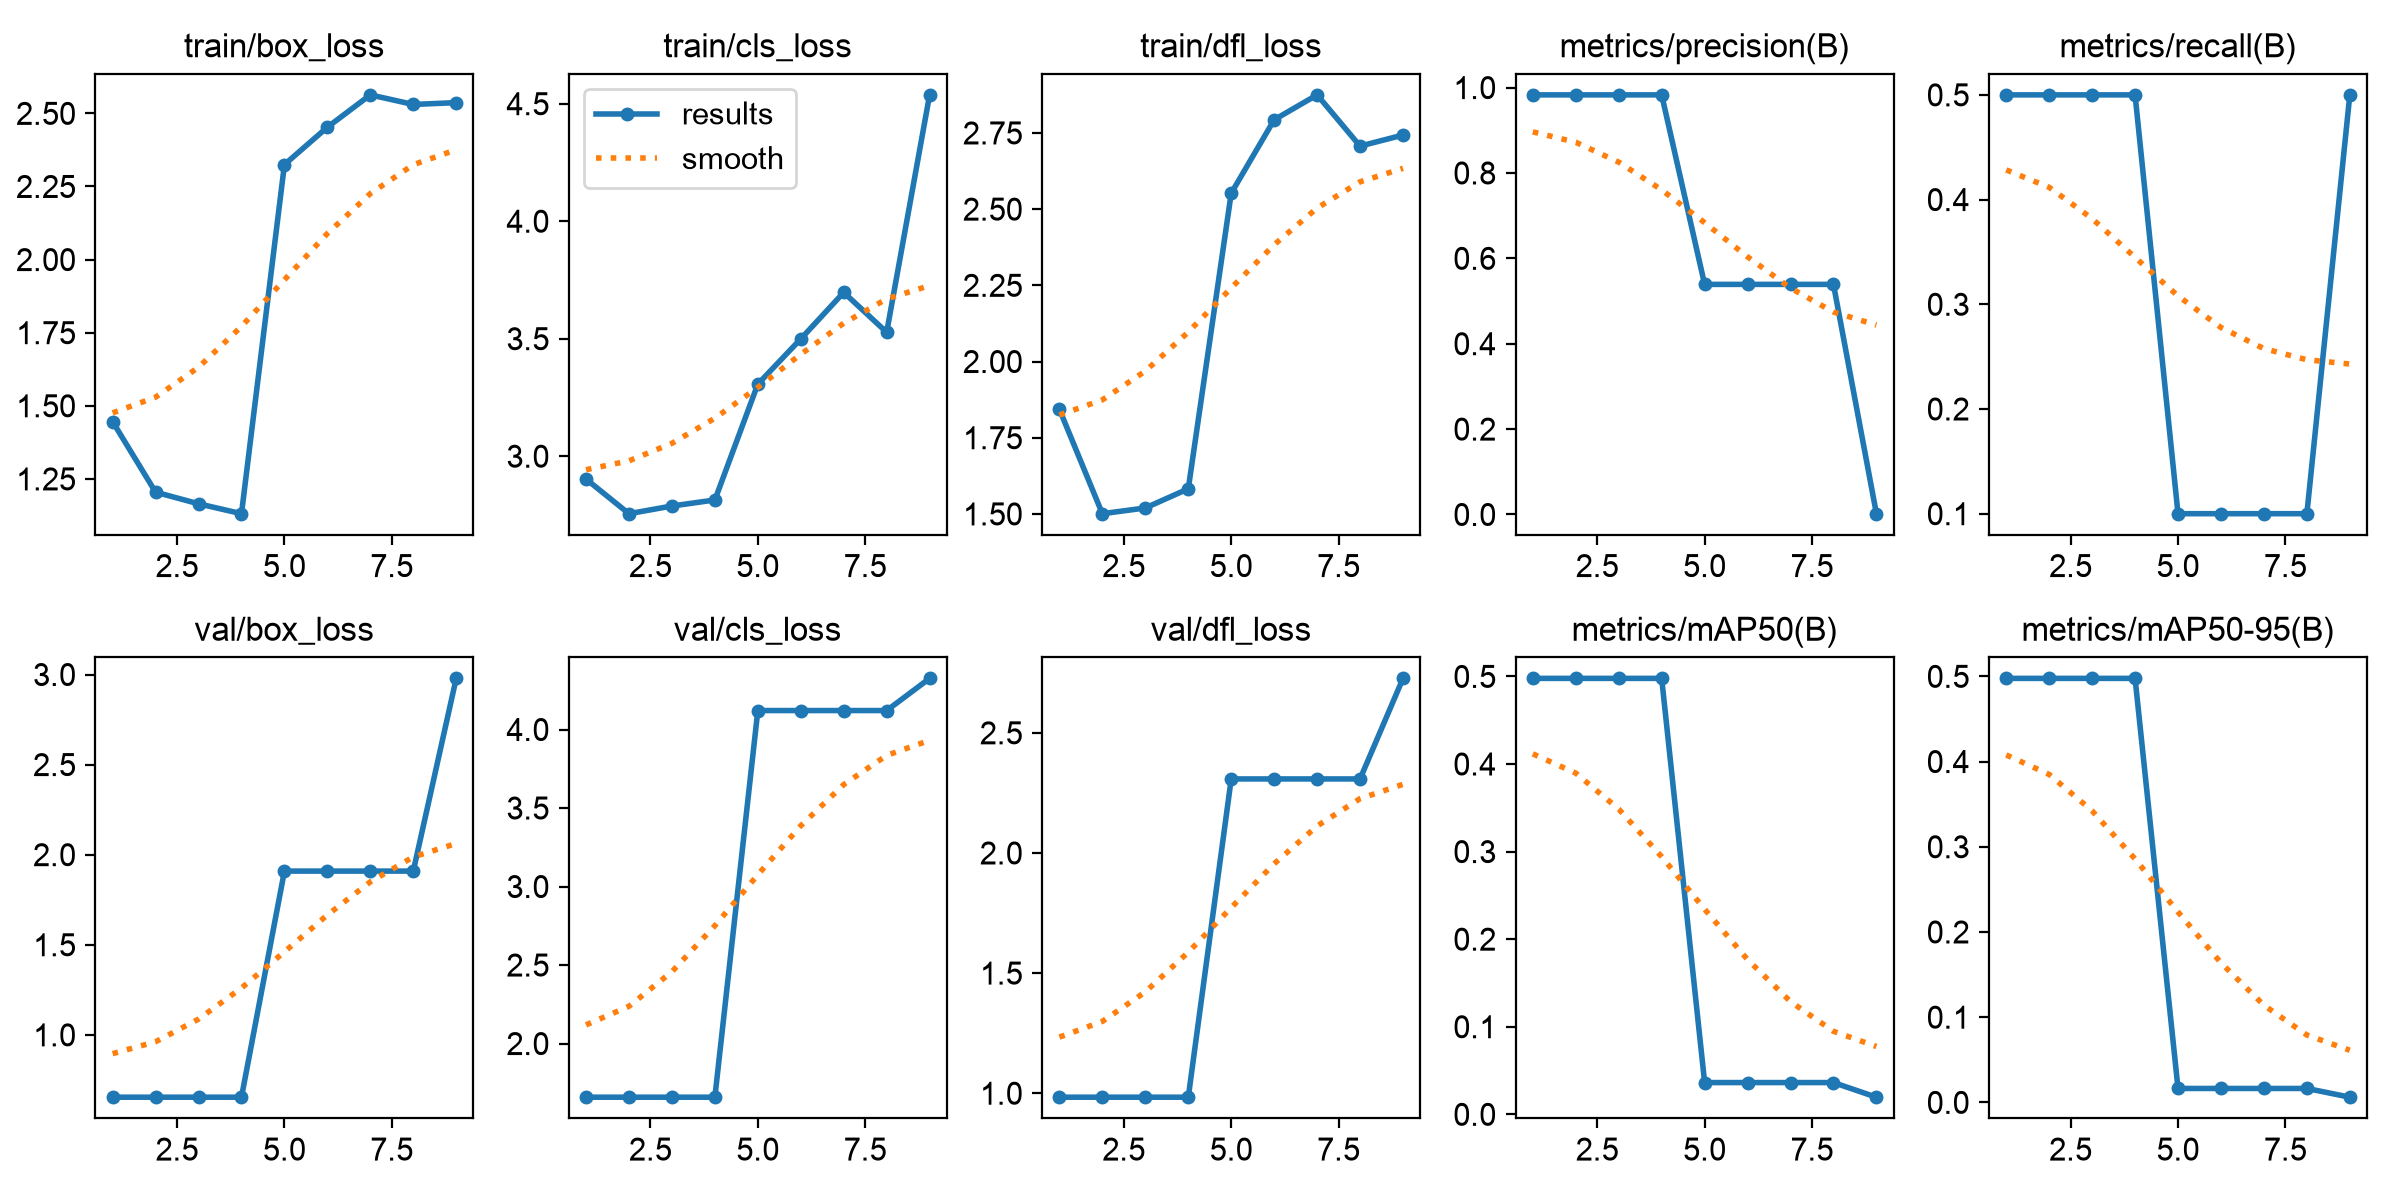 train/box_loss
2.50
2.25
2.00
1.75
1.50
1.25
2.5 5.0 7.5
train/cls_loss
results
smooth
4.5
4.0
3.5
3.0
2.5 5.0 7.5
train/dfl_loss
2.75
2.50
2.25
2.00
1.75
1.50
2.5 5.0 7.5
metrics/precision(B)
1.0
0.8
0.6
0.4
0.2
0.0
2.5 5.0 7.5
metrics/recall(B)
0.5
0.4
0.3
0.2
0.1
2.5 5.0 7.5
val/box_loss
3.0
2.5
2.0
1.5
1.0
2.5 5.0 7.5
val/cls_loss
4.0
3.5
3.0
2.5
2.0
2.5 5.0 7.5
val/dfl_loss
2.5
2.0
1.5
1.0
2.5 5.0 7.5
metrics/mAP50(B)
0.5
0.4
0.3
0.2
0.1
0.0
2.5 5.0 7.5
metrics/mAP50-95(B)
0.5
0.4
0.3
0.2
0.1
0.0
2.5 5.0 7.5